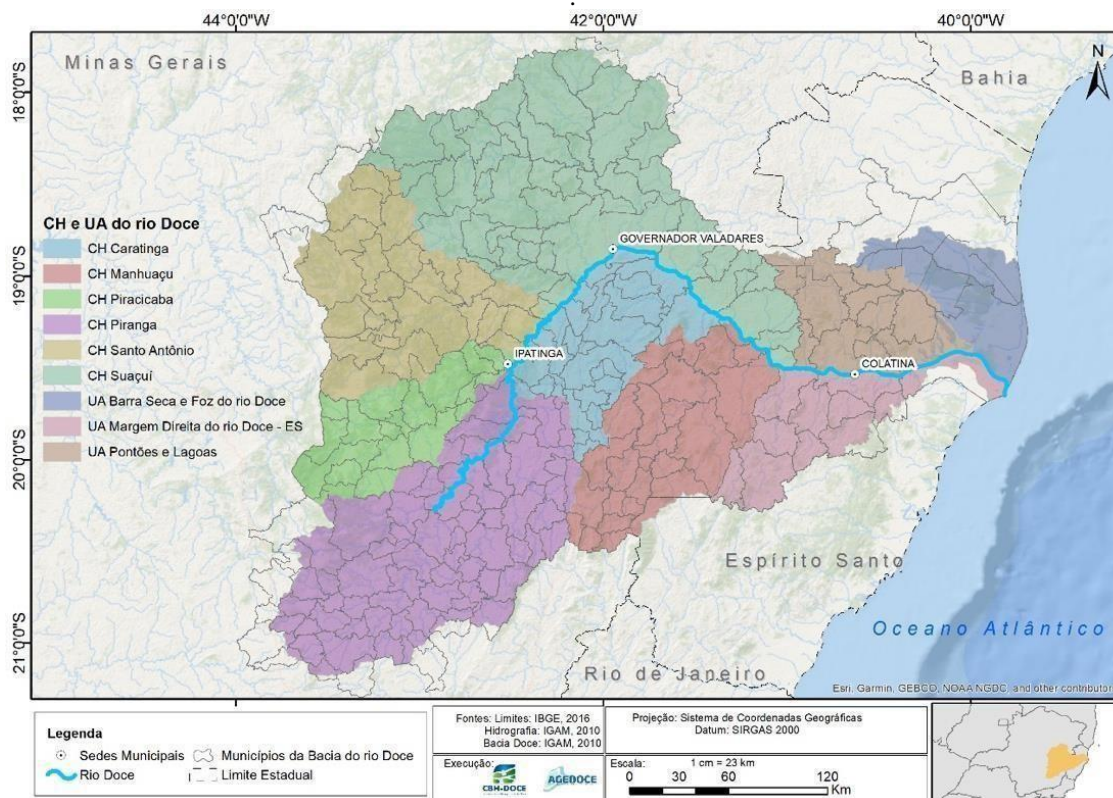 44°0'0"W
42°0'0"W
40°0'0"W
Minas Gerais
Bahia
N
18°0'0"S
19°0'0"S
20°0'0"S
21°0'0"S
CH e UA do rio Doce
CH Caratinga
CH Manhuaçu
CH Piracicaba
CH Piranga
CH Santo Antônio
CH Suaçuí
UA Barra Seca e Foz do rio Doce
UA Margem Direita do rio Doce - ES
UA Pontões e Lagoas
GOVERNADOR VALADARES
IPATINGA
COLATINA
Espírito Santo
Oceano Atlântico
Rio de Janeiro
Esri, Garmin, GEBCO, NOAA NGDC, and other contributor
Legenda
Sedes Municipais
Municípios da Bacia do rio Doce
Rio Doce
Limite Estadual
Fontes: Limites: IBGE, 2016
Hidrografia: IGAM, 2010
Bacia Doce: IGAM, 2010
Execução:
CBH-DOCE
AGEDOCE
Projeção: Sistema de Coordenadas Geográficas
Datum: SIRGAS 2000
Escala:
1 cm = 23 km
0 30 60 120
Km